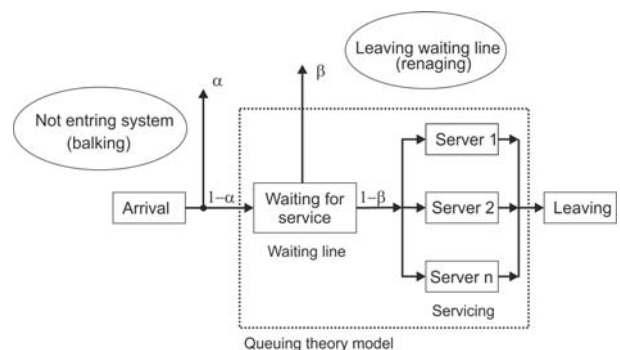 Leaving waiting line
(renaging)
α
β
Not entring system
(balking)
Server 1
Arrival
1−α
Waiting for
service
1−β
Server 2
Leaving
Waiting line
Server n
Servicing
Queuing theory model